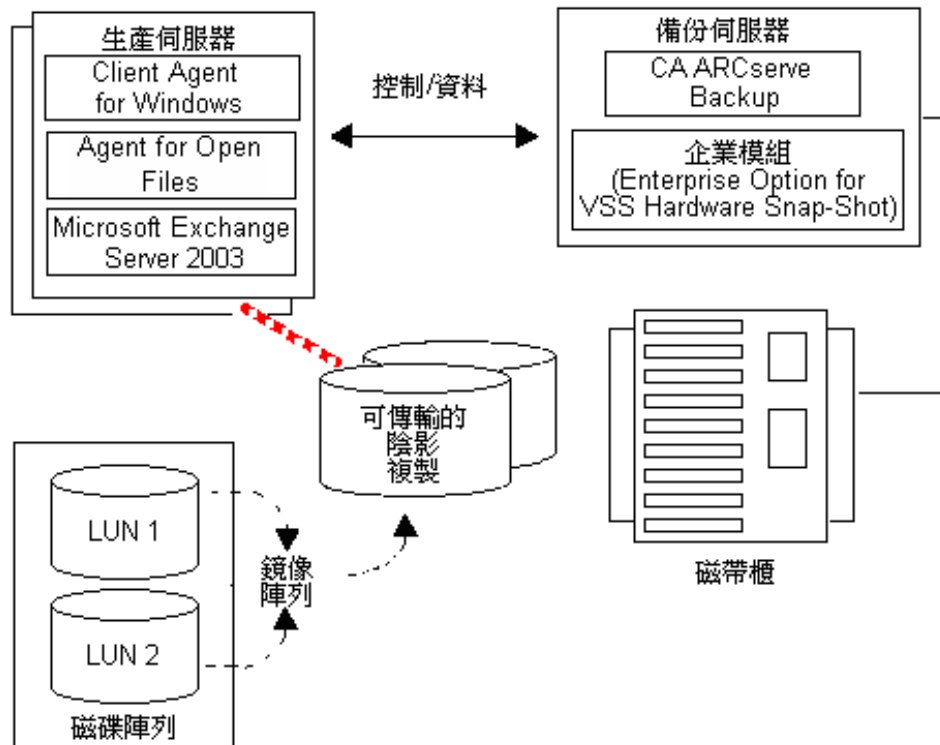 生產伺服器
Client Agent
for Windows
Agent for Open
Files
Microsoft Exchange
Server 2003
控制/資料
備份伺服器
CA ARCserve
Backup
企業模組
(Enterprise Option for
VSS Hardware Snap-Shot)
可傳輸的
陰影
複製
LUN 1
LUN 2
鏡像
陣列
磁碟陣列
磁帶櫃